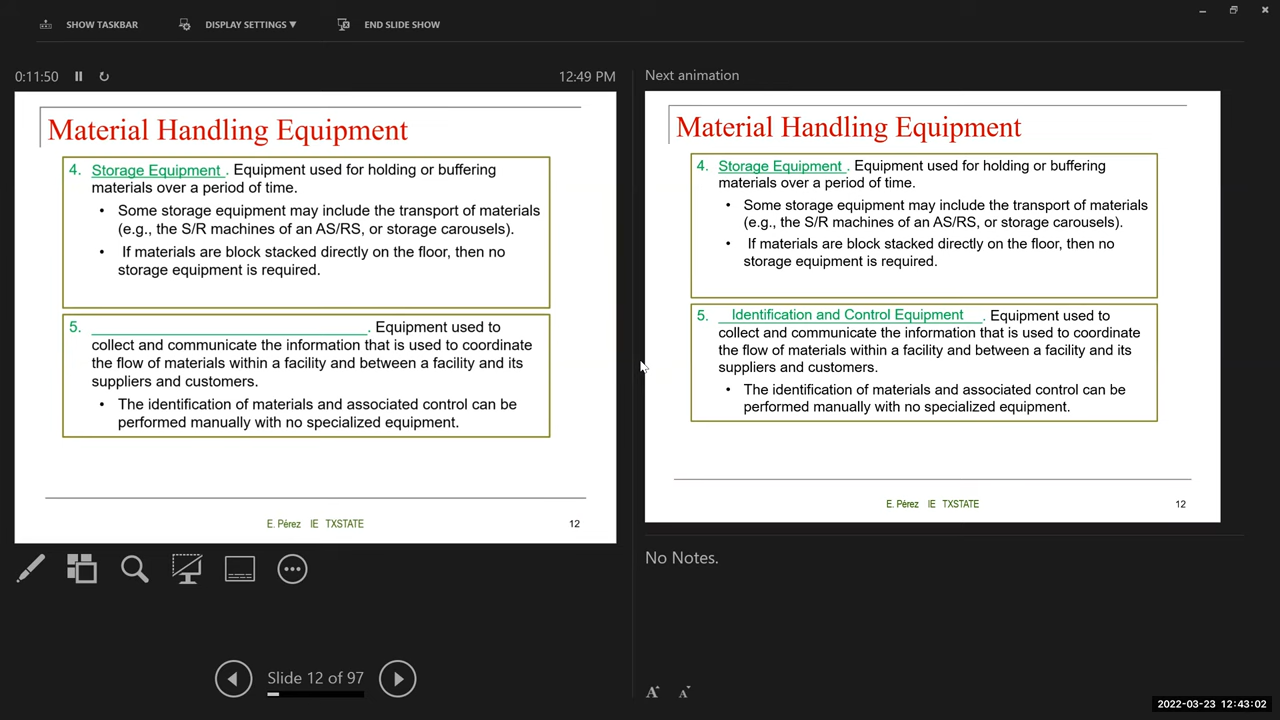 SHOW TASKBAR
DISPLAY SETTINGS ▼
END SLIDE SHOW
0:11:50
12:49 PM
Material Handling Equipment
4. Storage Equipment . Equipment used for holding or buffering
materials over a period of time.
• Some storage equipment may include the transport of materials
(e.g., the S/R machines of an AS/RS, or storage carousels).
• If materials are block stacked directly on the floor, then no
storage equipment is required.
5. ______________________________. Equipment used to
collect and communicate the information that is used to coordinate
the flow of materials within a facility and between a facility and its
suppliers and customers.
• The identification of materials and associated control can be
performed manually with no specialized equipment.
E. Pérez IE TXSTATE
12
Slide 12 of 97
Next animation
Material Handling Equipment
4. Storage Equipment . Equipment used for holding or buffering
materials over a period of time.
• Some storage equipment may include the transport of materials
(e.g., the S/R machines of an AS/RS, or storage carousels).
• If materials are block stacked directly on the floor, then no
storage equipment is required.
5. Identification and Control Equipment . Equipment used to
collect and communicate the information that is used to coordinate
the flow of materials within a facility and between a facility and its
suppliers and customers.
• The identification of materials and associated control can be
performed manually with no specialized equipment.
E. Pérez IE TXSTATE
12
No Notes.
A A
2022-03-23 12:43:02